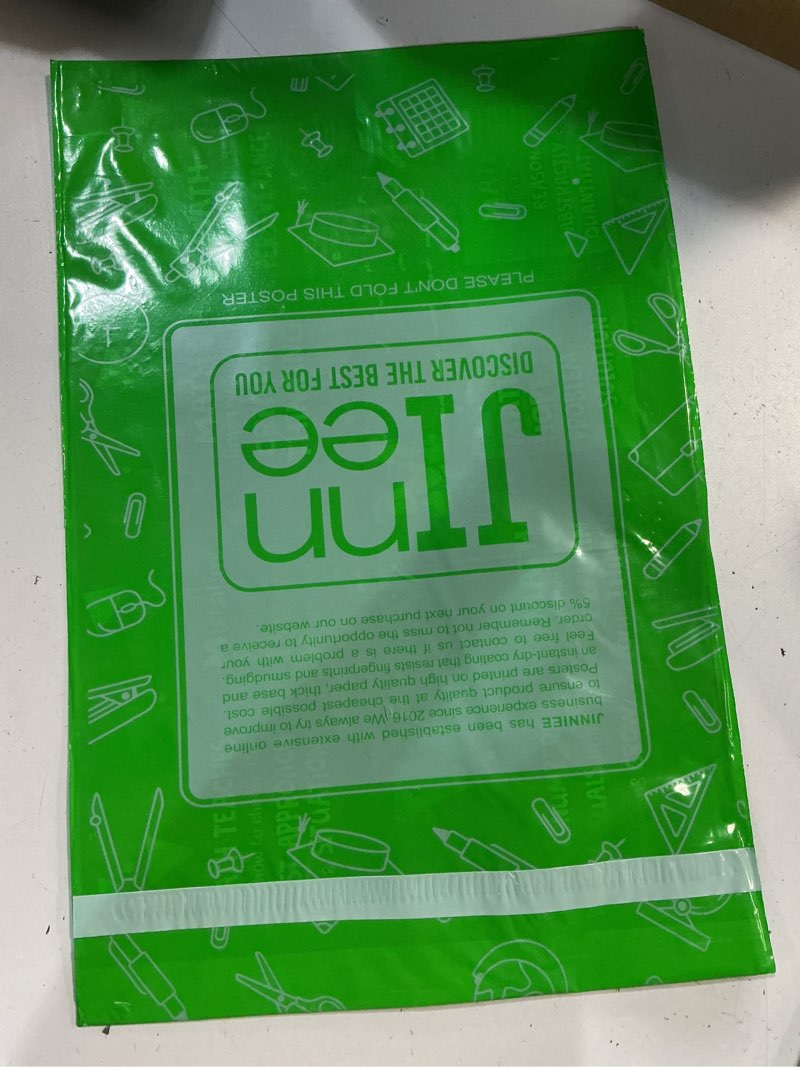 JINNIEE has been established with extensive online
business experience since 2016. We always try to improve
to ensure product quality at the cheapest possible cost.
Posters are printed on high quality paper, thick base and
an instant-dry coating that resists fingerprints and smudging.
Feel free to contact us if there is a problem with your
order. Remember not to miss the opportunity to receive a
5% discount on your next purchase on our website.
JInn
ee
DISCOVER THE BEST FOR YOU
PLEASE DON'T FOLD THIS POSTER
REASON
ABSTRACTLY